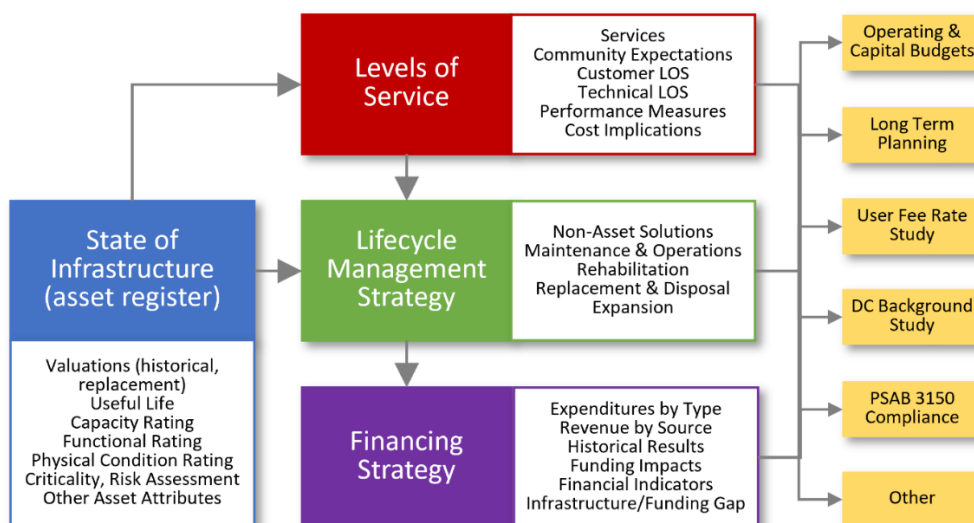 Levels of
Service
Services
Community Expectations
Customer LOS
Technical LOS
Performance Measures
Cost Implications
State of
Infrastructure
(asset register)
Valuations (historical,
replacement)
Useful Life
Capacity Rating
Functional Rating
Physical Condition Rating
Criticality, Risk Assessment
Other Asset Attributes
Lifecycle
Management
Strategy
Non-Asset Solutions
Maintenance & Operations
Rehabilitation
Replacement & Disposal
Expansion
Financing
Strategy
Expenditures by Type
Revenue by Source
Historical Results
Funding Impacts
Financial Indicators
Infrastructure/Funding Gap
Operating &
Capital Budgets
Long Term
Planning
User Fee Rate
Study
DC Background
Study
PSAB 3150
Compliance
Other